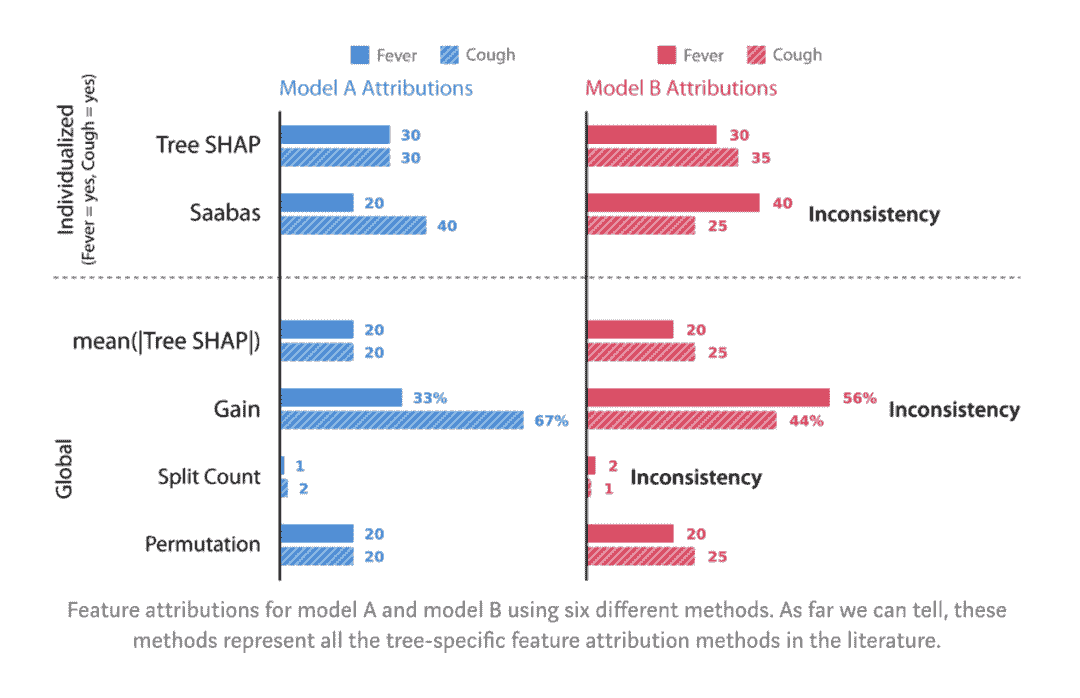 Fever Cough
Fever Cough
Model A Attributions
Model B Attributions
Individualized
(Fever = yes, Cough = yes)
Tree SHAP
30
30
30
35
Saabas
20
40
40
25
Inconsistency
Global
mean(|Tree SHAP|)
20
20
20
25
Gain
33%
67%
56%
44%
Inconsistency
Split Count
1
2
2
1
Inconsistency
Permutation
20
20
20
25
Feature attributions for model A and model B using six different methods. As far we can tell, these
methods represent all the tree-specific feature attribution methods in the literature.